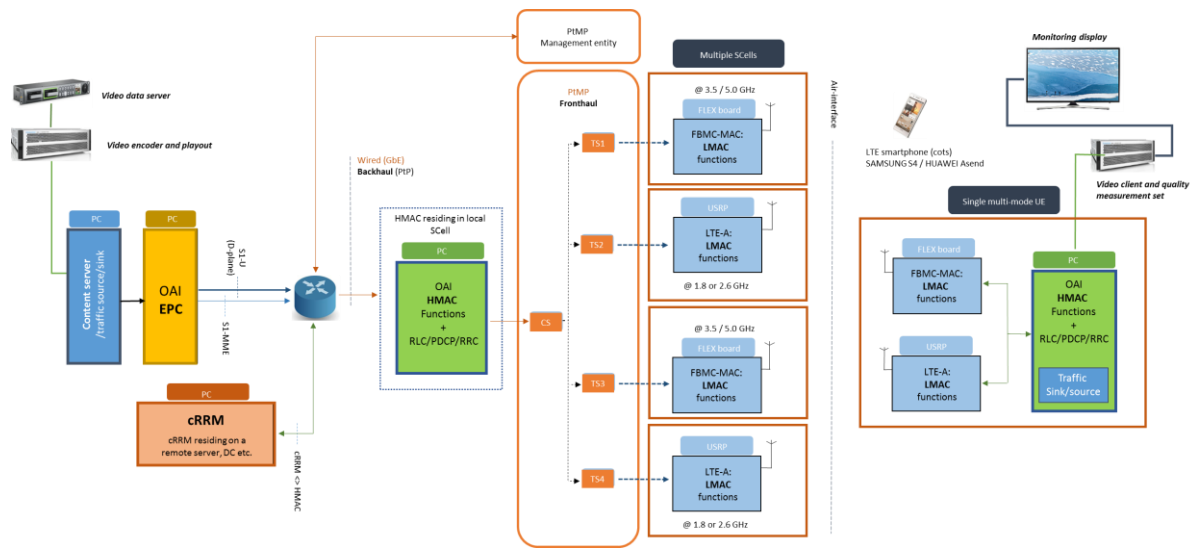 Video data server
Video encoder and playout
PC
Content server
/traffic source/sink
PC
OAI
EPC
S1-U
(D-plane)
S1-MME
PC
cRRM
cRRM residing on a
remote server, DC etc.
cRRM <> HMAC
Wired (GbE)
Backhaul (PtP)
HMAC residing in local
SCell
PC
OAI
HMAC
Functions
+
RLC/PDCP/RRC
PtMP
Management entity
PtMP
Fronthaul
CS
TS1
TS2
TS3
TS4
Multiple SCells
@ 3.5 / 5.0 GHz
FLEX board
FBMC-MAC:
LMAC
functions
USRP
LTE-A:
LMAC
functions
@ 1.8 or 2.6 GHz
@ 3.5 / 5.0 GHz
FLEX board
FBMC-MAC:
LMAC
functions
USRP
LTE-A:
LMAC
functions
@ 1.8 or 2.6 GHz
Air-interface
Monitoring display
LTE smartphone (cots)
SAMSUNG S4 / HUAWEI Asend
Video client and quality
measurement set
Single multi-mode UE
FLEX board
FBMC-MAC:
LMAC
functions
USRP
LTE-A:
LMAC
functions
PC
OAI
HMAC
Functions
+
RLC/PDCP/RRC
Traffic
Sink/source